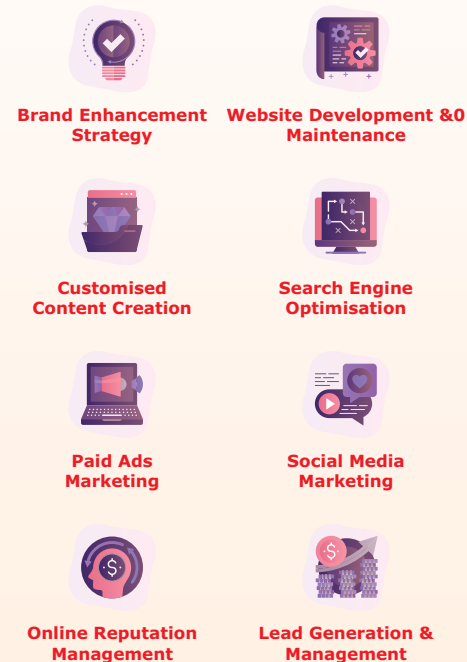 Brand Enhancement
Strategy
Website Development &0
Maintenance
Customised
Content Creation
Search Engine
Optimisation
Paid Ads
Marketing
Social Media
Marketing
Online Reputation
Management
Lead Generation &
Management